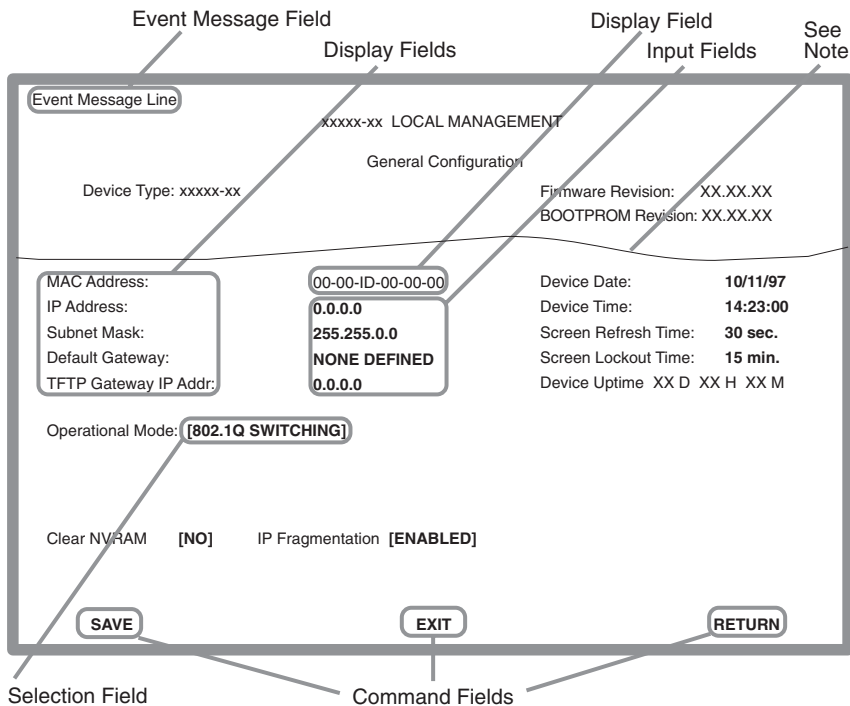 Event Message Field
Display Fields
Display Field
Input Fields
See
Note
Event Message Line
xxxxx-xx LOCAL MANAGEMENT
General Configuration
Device Type: xxxxx-xx
Firmware Revision: XX.XX.XX
BOOTPROM Revision: XX.XX.XX
MAC Address: 00-00-ID-00-00-00 Device Date: 10/11/97
IP Address: 0.0.0.0 Device Time: 14:23:00
Subnet Mask: 255.255.0.0 Screen Refresh Time: 30 sec.
Default Gateway: NONE DEFINED Screen Lockout Time: 15 min.
TFTP Gateway IP Addr: 0.0.0.0 Device Uptime XX D XX H XX M
Operational Mode: [802.1Q SWITCHING]
Clear NVRAM [NO] IP Fragmentation [ENABLED]
SAVE EXIT RETURN
Selection Field Command Fields